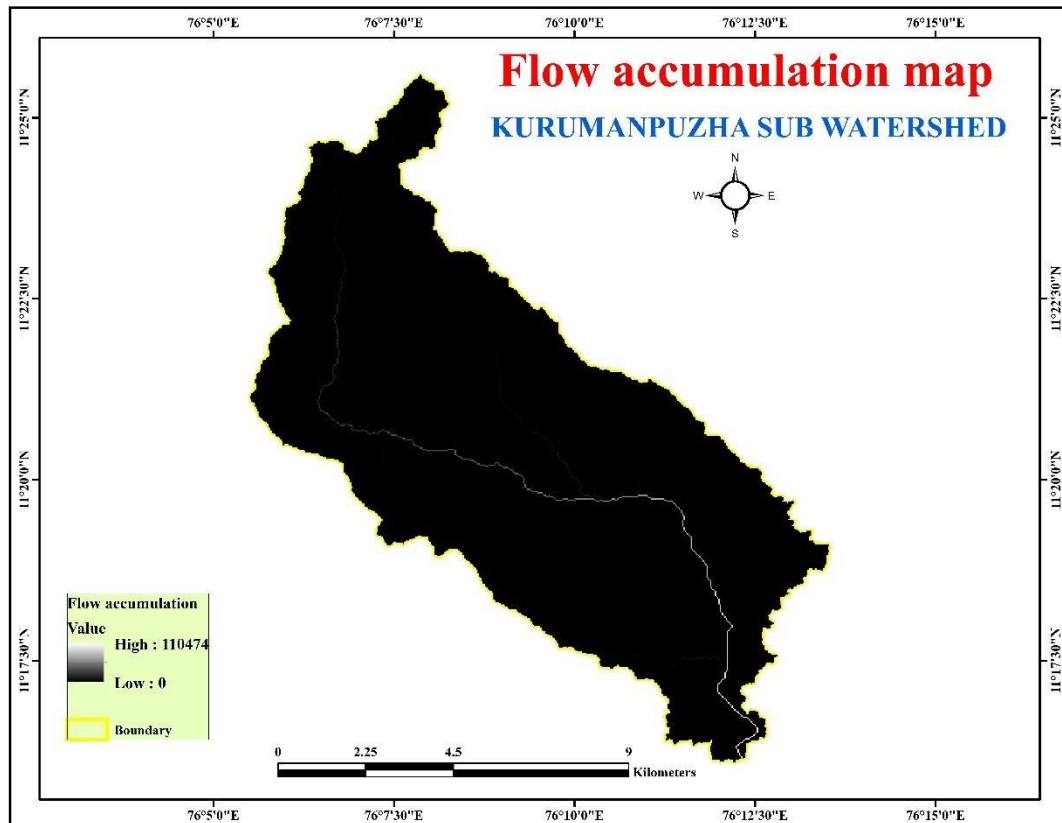 76°5'0"E 76°7'30"E 76°10'0"E 76°12'30"E 76°15'0"E
Flow accumulation map
KURUMANPUZHA SUB WATERSHED
N
W E
S
11°25'0"N 11°25'0"N
11°22'30"N 11°22'30"N
11°20'0"N 11°20'0"N
11°17'30"N 11°17'30"N
Flow accumulation
Value
High : 110474
Low : 0
Boundary
0 2.25 4.5 9
Kilometers
76°5'0"E 76°7'30"E 76°10'0"E 76°12'30"E 76°15'0"E